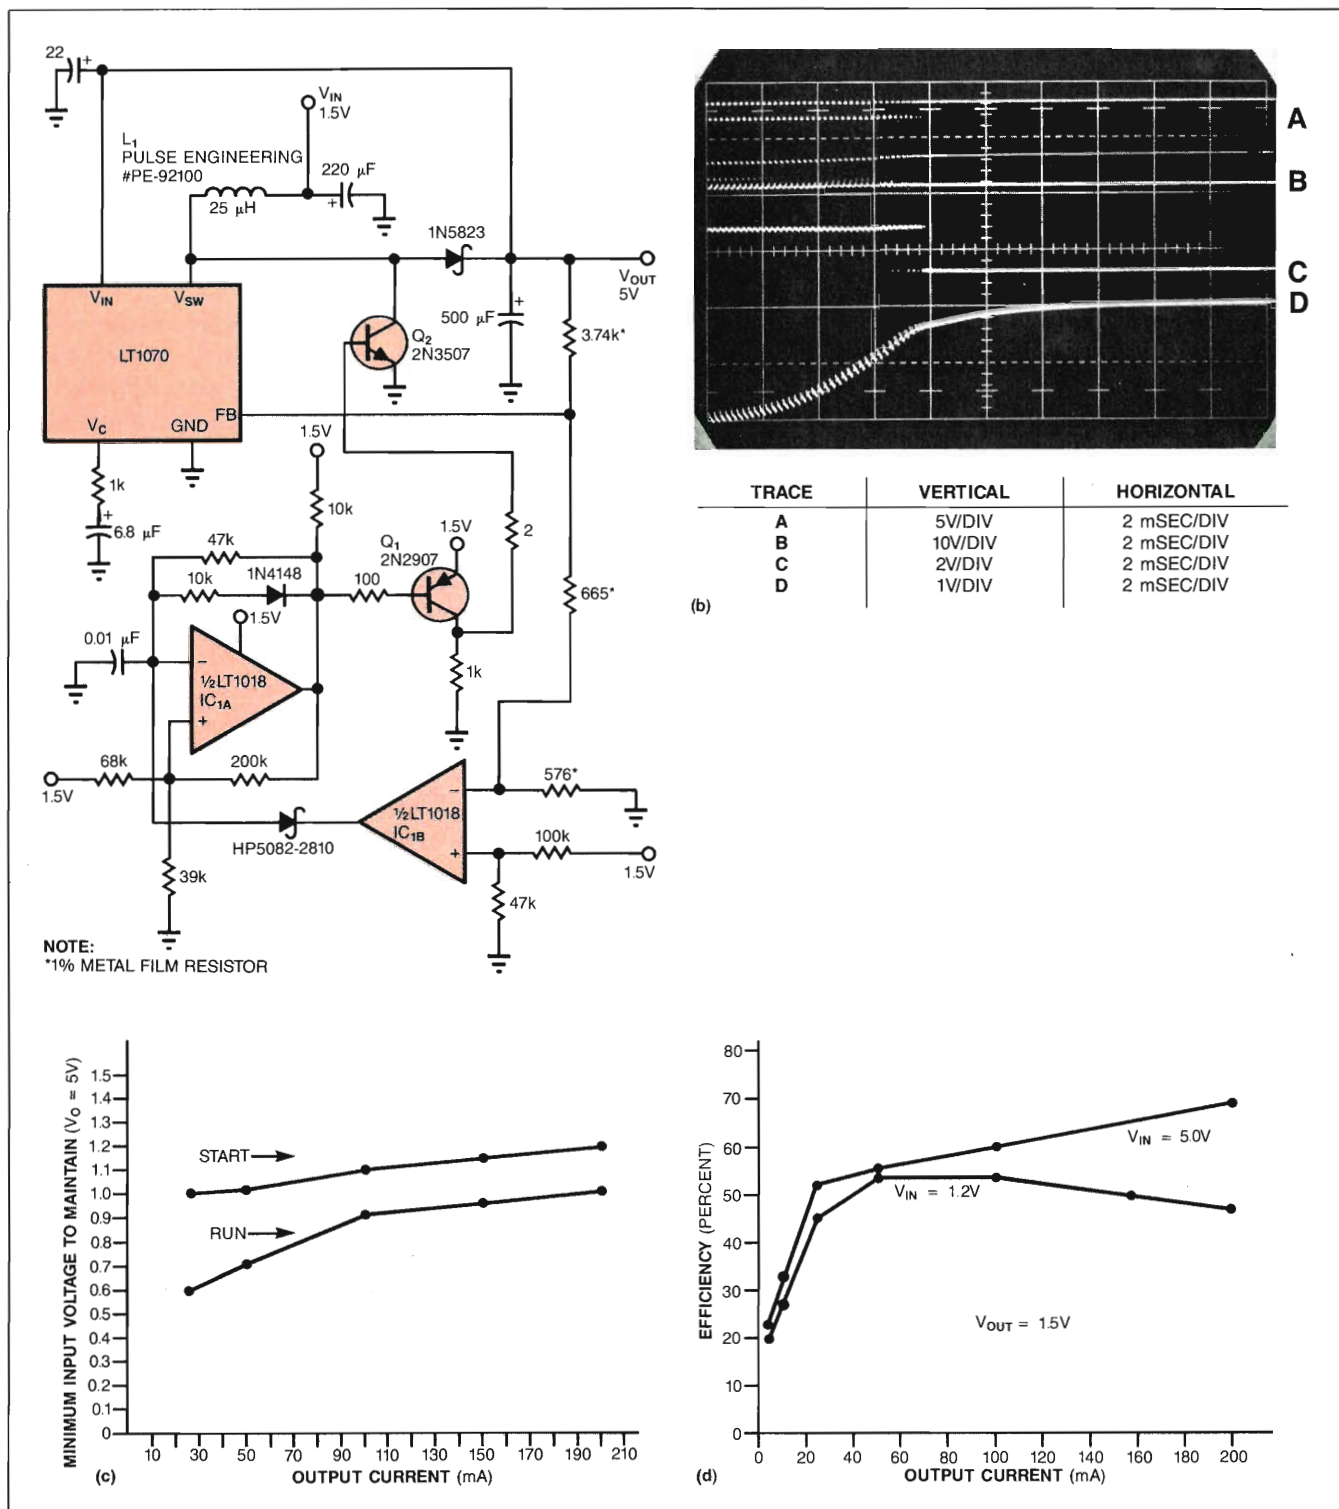 22
+
VIN
1.5V
L1
PULSE ENGINEERING
#PE-92100
220 μF
+
25 μH
1N5823
VOUT
5V
VIN
VSW
LT1070
FB
VC
GND
Q2
2N3507
+
500 μF
3.74k*
1k
+
6.8 μF
1.5V
10k
47k
10k
1N4148
100
Q1
2N2907
1.5V
2
665*
0.01 μF
1.5V
−
½LT1018
IC1A
+
1k
68k
200k
1.5V
39k
HP5082-2810
−
½LT1018
IC1B
+
576*
100k
1.5V
47k
NOTE:
*1% METAL FILM RESISTOR
A
B
C
D
TRACE VERTICAL HORIZONTAL
A 5V/DIV 2 mSEC/DIV
B 10V/DIV 2 mSEC/DIV
C 2V/DIV 2 mSEC/DIV
D 1V/DIV 2 mSEC/DIV
(b)
MINIMUM INPUT VOLTAGE TO MAINTAIN (VO = 5V)
1.5
1.4
1.3
1.2
1.1
1.0
0.9
0.8
0.7
0.6
0.5
0.4
0.3
0.2
0.1
0
START
RUN
10 30 50 70 90 110 130 150 170 190 210
OUTPUT CURRENT (mA)
(c)
EFFICIENCY (PERCENT)
80
70
60
50
40
30
20
10
0
VIN = 5.0V
VIN = 1.2V
VOUT = 1.5V
0 20 40 60 80 100 120 140 160 180 200
OUTPUT CURRENT (mA)
(d)